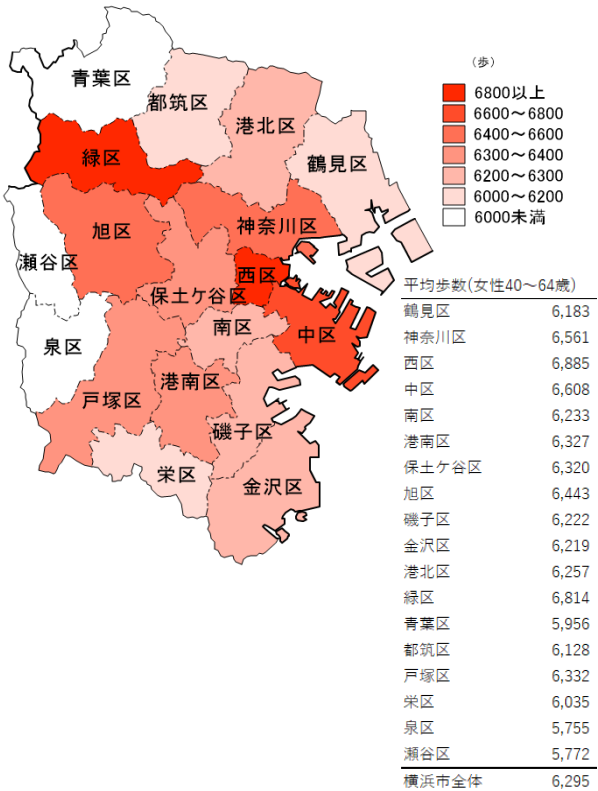 青葉区
都筑区
港北区
緑区
鶴見区
旭区
神奈川区
瀬谷区
西区
保土ケ谷区
南区
中区
泉区
港南区
戸塚区
磯子区
栄区
金沢区
(歩)
6800以上
6600～6800
6400～6600
6300～6400
6200～6300
6000～6200
6000未満
平均歩数(女性40～64歳)
鶴見区 6,183
神奈川区 6,561
西区 6,885
中区 6,608
南区 6,233
港南区 6,327
保土ケ谷区 6,320
旭区 6,443
磯子区 6,222
金沢区 6,219
港北区 6,257
緑区 6,814
青葉区 5,956
都筑区 6,128
戸塚区 6,332
栄区 6,035
泉区 5,755
瀬谷区 5,772
横浜市全体 6,295